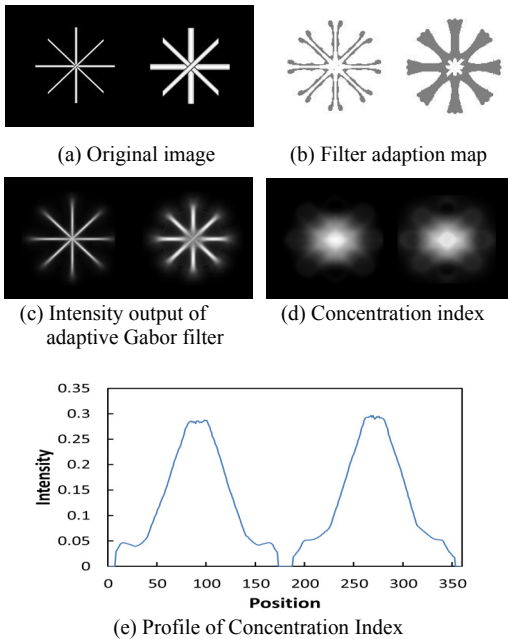 (a) Original image
(b) Filter adaption map
(c) Intensity output of
adaptive Gabor filter
(d) Concentration index
0.35
0.3
0.25
0.2
0.15
0.1
0.05
0
Intensity
0 50 100 150 200 250 300 350
Position
(e) Profile of Concentration Index